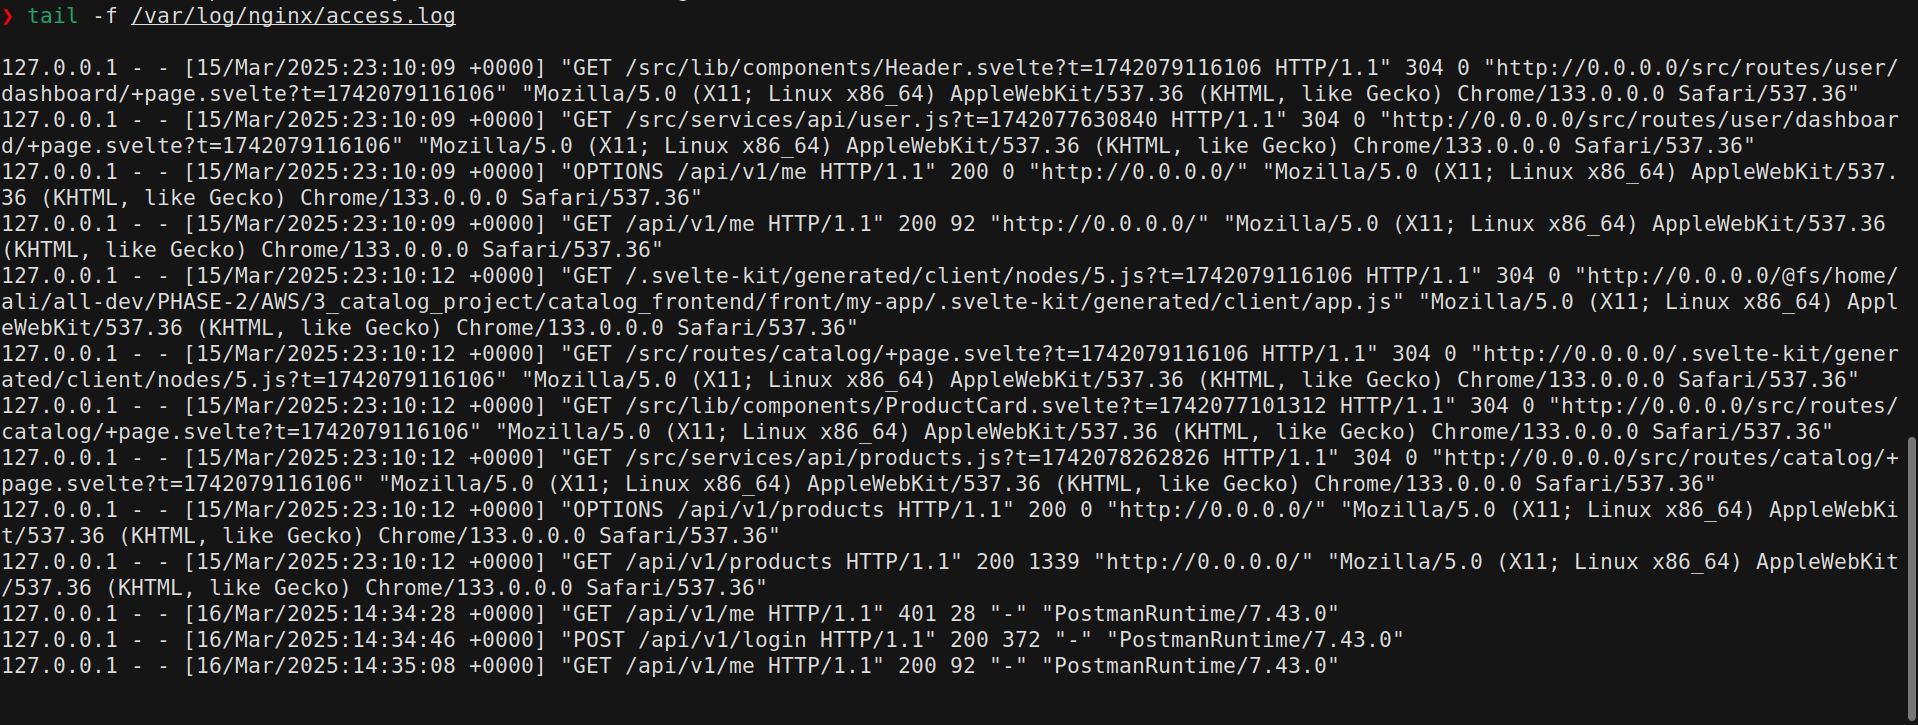 ❯ tail -f /var/log/nginx/access.log
127.0.0.1 - - [15/Mar/2025:23:10:09 +0000] "GET /src/lib/components/Header.svelte?t=1742079116106 HTTP/1.1" 304 0 "http://0.0.0.0/src/routes/user/
dashboard/+page.svelte?t=1742079116106" "Mozilla/5.0 (X11; Linux x86_64) AppleWebKit/537.36 (KHTML, like Gecko) Chrome/133.0.0.0 Safari/537.36"
127.0.0.1 - - [15/Mar/2025:23:10:09 +0000] "GET /src/services/api/user.js?t=1742077630840 HTTP/1.1" 304 0 "http://0.0.0.0/src/routes/user/dashboar
d/+page.svelte?t=1742079116106" "Mozilla/5.0 (X11; Linux x86_64) AppleWebKit/537.36 (KHTML, like Gecko) Chrome/133.0.0.0 Safari/537.36"
127.0.0.1 - - [15/Mar/2025:23:10:09 +0000] "OPTIONS /api/v1/me HTTP/1.1" 200 0 "http://0.0.0.0/" "Mozilla/5.0 (X11; Linux x86_64) AppleWebKit/537.
36 (KHTML, like Gecko) Chrome/133.0.0.0 Safari/537.36"
127.0.0.1 - - [15/Mar/2025:23:10:09 +0000] "GET /api/v1/me HTTP/1.1" 200 92 "http://0.0.0.0/" "Mozilla/5.0 (X11; Linux x86_64) AppleWebKit/537.36
(KHTML, like Gecko) Chrome/133.0.0.0 Safari/537.36"
127.0.0.1 - - [15/Mar/2025:23:10:12 +0000] "GET /.svelte-kit/generated/client/nodes/5.js?t=1742079116106 HTTP/1.1" 304 0 "http://0.0.0.0/@fs/home/
ali/all-dev/PHASE-2/AWS/3_catalog_project/catalog_frontend/front/my-app/.svelte-kit/generated/client/app.js" "Mozilla/5.0 (X11; Linux x86_64) Appl
eWebKit/537.36 (KHTML, like Gecko) Chrome/133.0.0.0 Safari/537.36"
127.0.0.1 - - [15/Mar/2025:23:10:12 +0000] "GET /src/routes/catalog/+page.svelte?t=1742079116106 HTTP/1.1" 304 0 "http://0.0.0.0/.svelte-kit/gener
ated/client/nodes/5.js?t=1742079116106" "Mozilla/5.0 (X11; Linux x86_64) AppleWebKit/537.36 (KHTML, like Gecko) Chrome/133.0.0.0 Safari/537.36"
127.0.0.1 - - [15/Mar/2025:23:10:12 +0000] "GET /src/lib/components/ProductCard.svelte?t=1742077101312 HTTP/1.1" 304 0 "http://0.0.0.0/src/routes/
catalog/+page.svelte?t=1742079116106" "Mozilla/5.0 (X11; Linux x86_64) AppleWebKit/537.36 (KHTML, like Gecko) Chrome/133.0.0.0 Safari/537.36"
127.0.0.1 - - [15/Mar/2025:23:10:12 +0000] "GET /src/services/api/products.js?t=1742078262826 HTTP/1.1" 304 0 "http://0.0.0.0/src/routes/catalog/+
page.svelte?t=1742079116106" "Mozilla/5.0 (X11; Linux x86_64) AppleWebKit/537.36 (KHTML, like Gecko) Chrome/133.0.0.0 Safari/537.36"
127.0.0.1 - - [15/Mar/2025:23:10:12 +0000] "OPTIONS /api/v1/products HTTP/1.1" 200 0 "http://0.0.0.0/" "Mozilla/5.0 (X11; Linux x86_64) AppleWebKi
t/537.36 (KHTML, like Gecko) Chrome/133.0.0.0 Safari/537.36"
127.0.0.1 - - [15/Mar/2025:23:10:12 +0000] "GET /api/v1/products HTTP/1.1" 200 1339 "http://0.0.0.0/" "Mozilla/5.0 (X11; Linux x86_64) AppleWebKit
/537.36 (KHTML, like Gecko) Chrome/133.0.0.0 Safari/537.36"
127.0.0.1 - - [16/Mar/2025:14:34:28 +0000] "GET /api/v1/me HTTP/1.1" 401 28 "-" "PostmanRuntime/7.43.0"
127.0.0.1 - - [16/Mar/2025:14:34:46 +0000] "POST /api/v1/login HTTP/1.1" 200 372 "-" "PostmanRuntime/7.43.0"
127.0.0.1 - - [16/Mar/2025:14:35:08 +0000] "GET /api/v1/me HTTP/1.1" 200 92 "-" "PostmanRuntime/7.43.0"